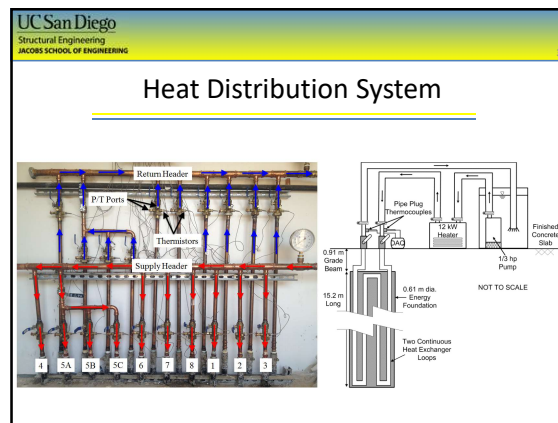 UC San Diego
Structural Engineering
JACOBS SCHOOL OF ENGINEERING
Heat Distribution System
Return Header
P/T Ports
Thermistors
Supply Header
4
5A
5B
5C
6
7
8
1
2
3
Pipe Plug
Thermocouples
DAQ
12 kW
Heater
1/3 hp
Pump
Finished
Concrete
Slab
0.91 m
Grade
Beam
15.2 m
Long
0.61 m dia.
Energy
Foundation
NOT TO SCALE
Two Continuous
Heat Exchanger
Loops